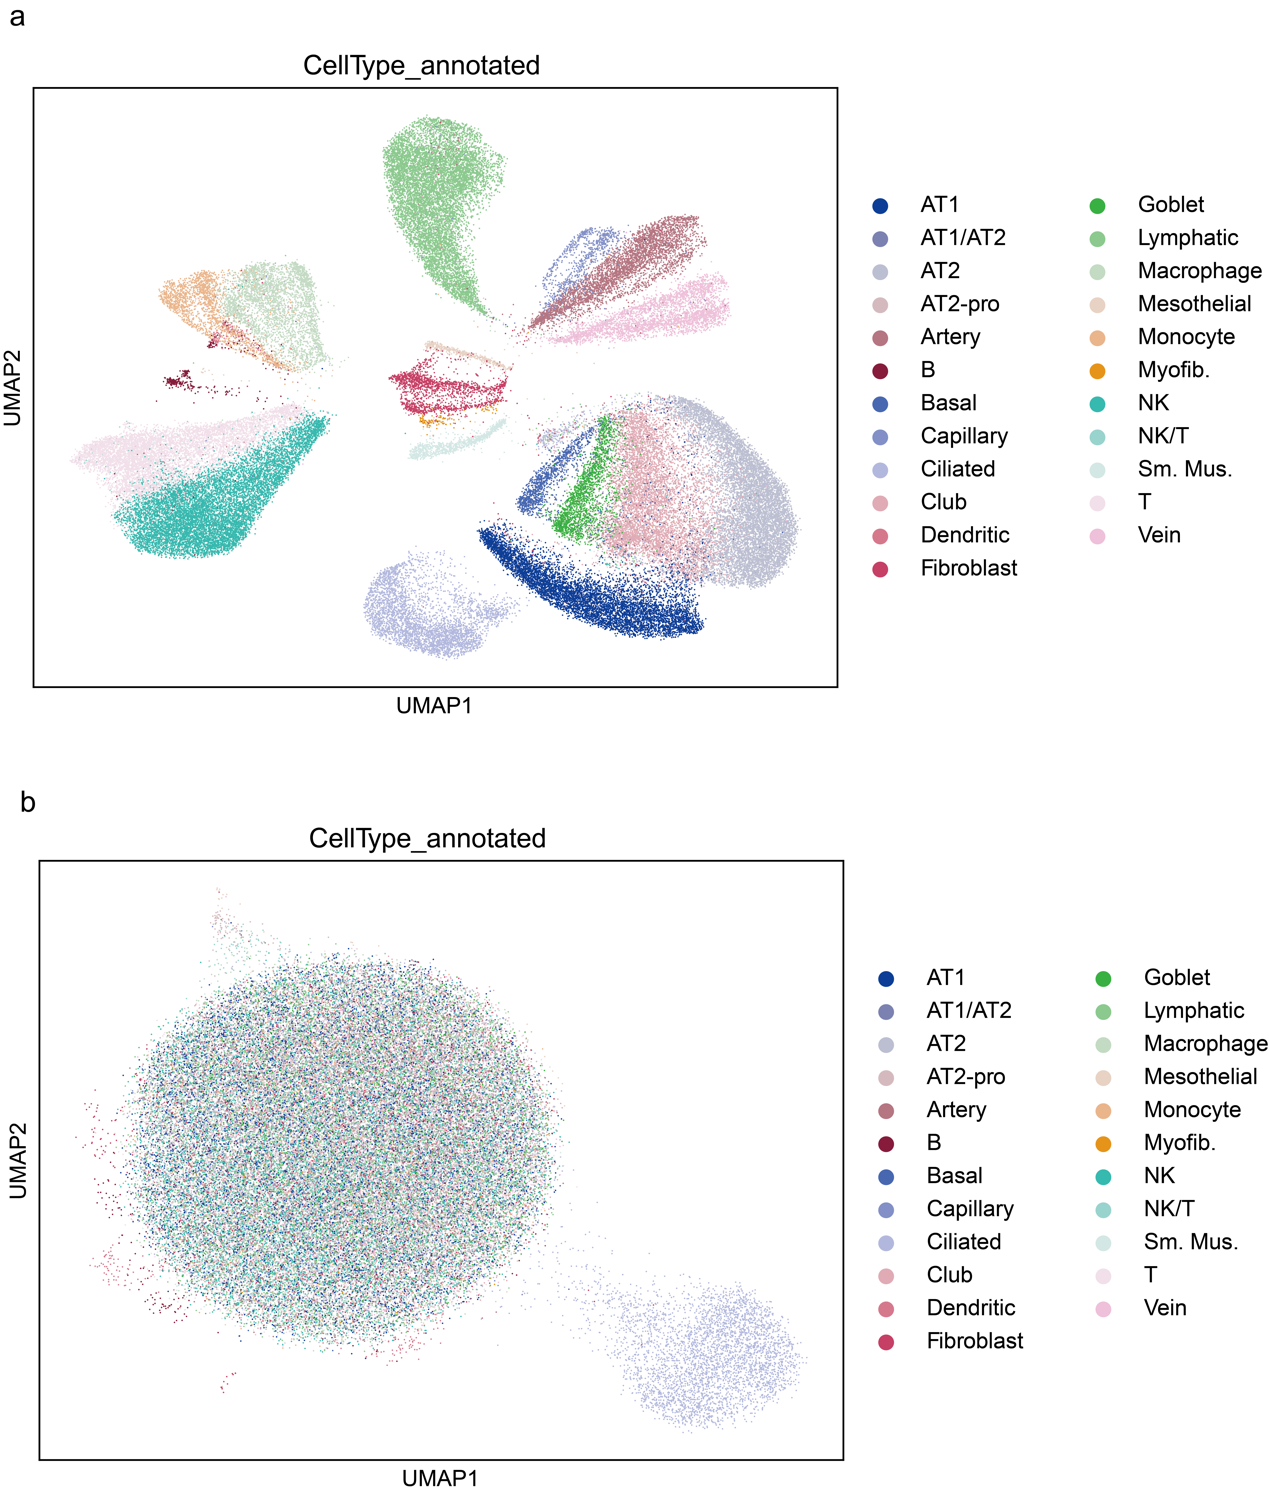 a
CellType_annotated
UMAP2
UMAP1
AT1
AT1/AT2
AT2
AT2-pro
Artery
B
Basal
Capillary
Ciliated
Club
Dendritic
Fibroblast
Goblet
Lymphatic
Macrophage
Mesothelial
Monocyte
Myofib.
NK
NK/T
Sm. Mus.
T
Vein
b
CellType_annotated
UMAP2
UMAP1
AT1
AT1/AT2
AT2
AT2-pro
Artery
B
Basal
Capillary
Ciliated
Club
Dendritic
Fibroblast
Goblet
Lymphatic
Macrophage
Mesothelial
Monocyte
Myofib.
NK
NK/T
Sm. Mus.
T
Vein